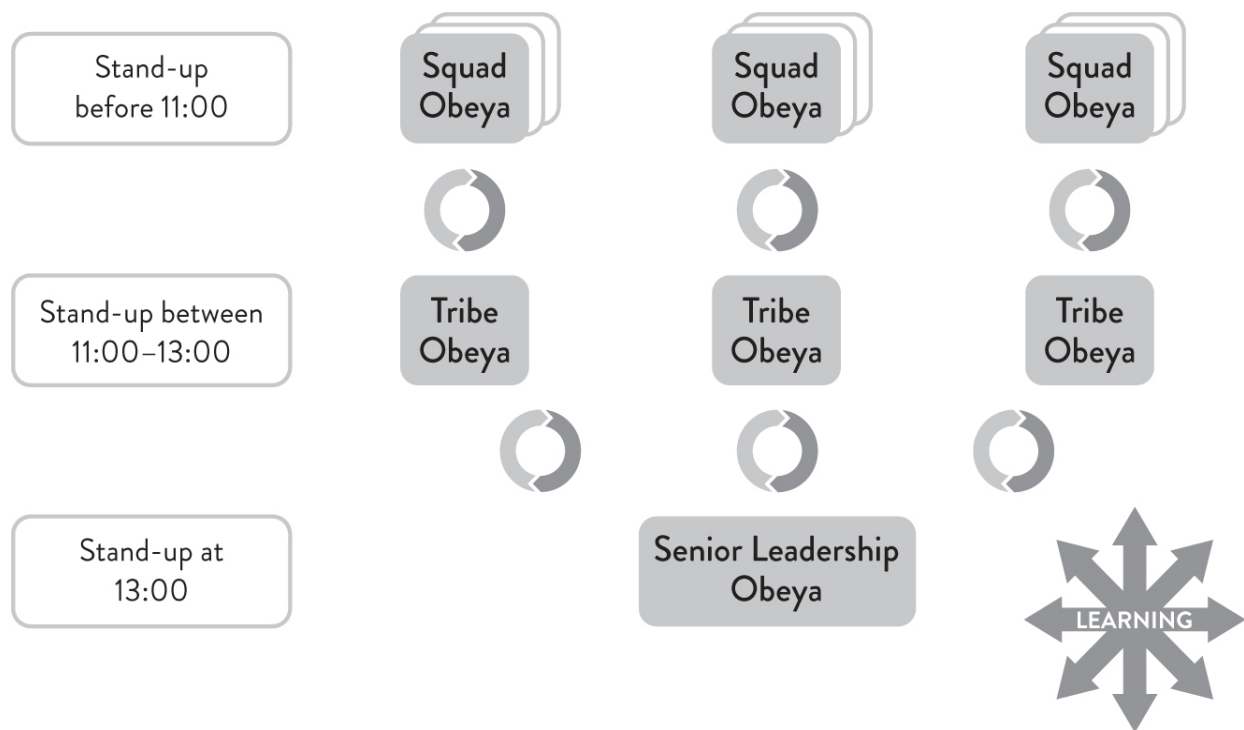 Stand-up
before 11:00
Squad
Obeya
Squad
Obeya
Squad
Obeya
Stand-up between
11:00–13:00
Tribe
Obeya
Tribe
Obeya
Tribe
Obeya
Stand-up at
13:00
Senior Leadership
Obeya
LEARNING